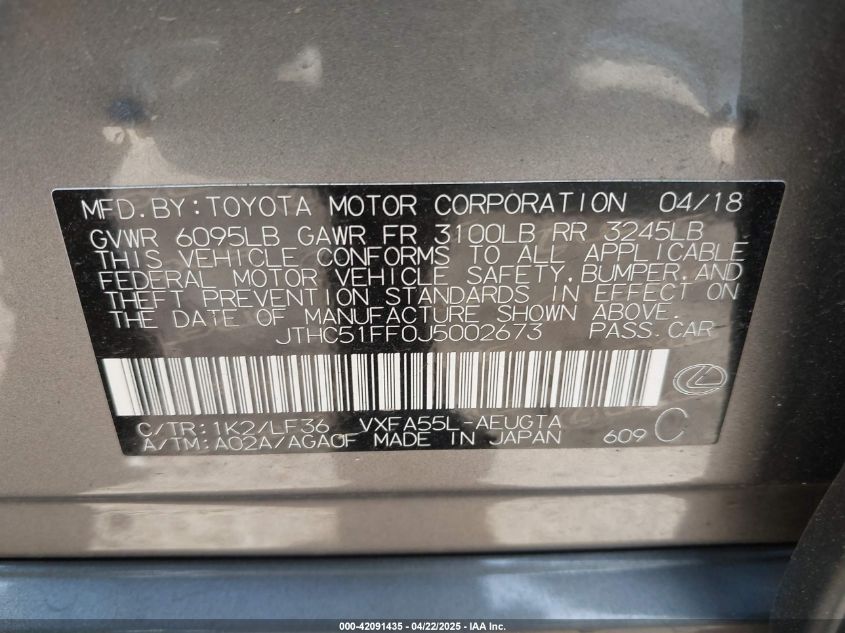 MFD.BY:TOYOTA MOTOR CORPORATION 04/18
GVWR 6095LB GAWR FR 3100LB RR 3245LB
THIS VEHICLE CONFORMS TO ALL APPLICABLE
FEDERAL MOTOR VEHICLE SAFETY,BUMPER,AND
THEFT PREVENTION STANDARDS IN EFFECT ON
THE DATE OF MANUFACTURE SHOWN ABOVE.
JTHC51FF0J5002673 PASS.CAR
C/TR:1K2/LF36 VXFA55L-AEUGTA
A/TM:A02A/AGA0F MADE IN JAPAN 609 C
000-42091435 - 04/22/2025 - IAA Inc.